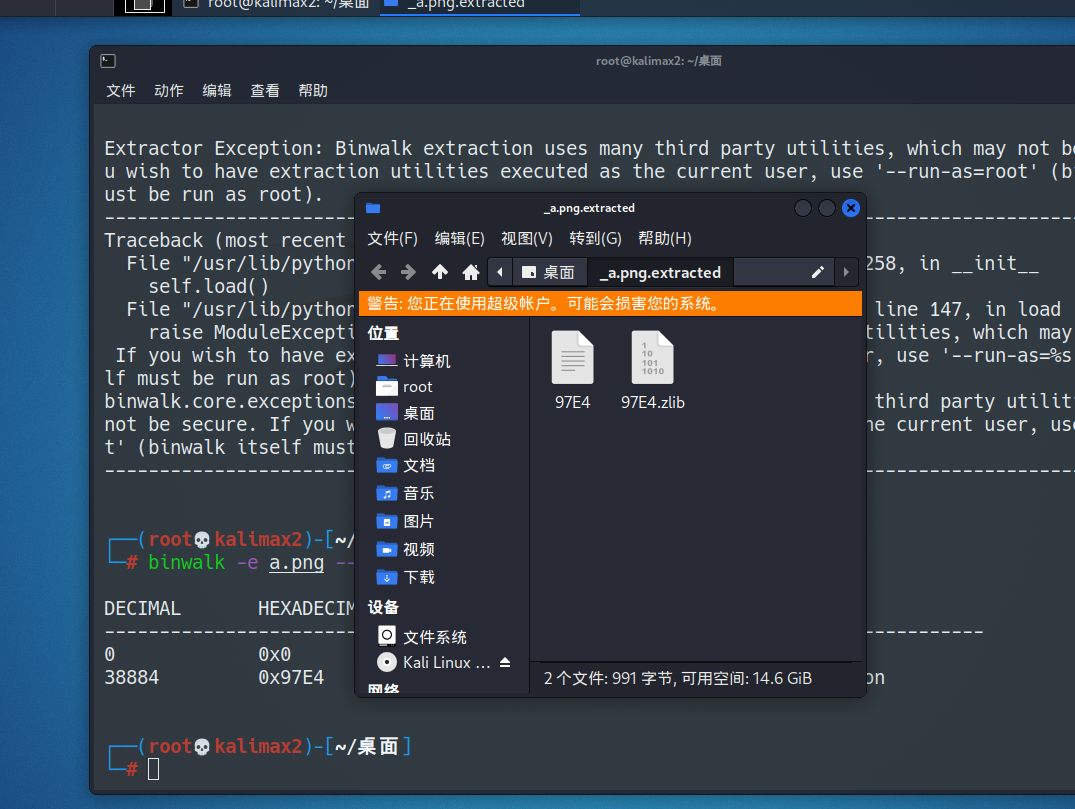 root@kalimax2: ~/桌面
_a.png.extracted
root@kalimax2: ~/桌面
文件 动作 编辑 查看 帮助
Extractor Exception: Binwalk extraction uses many third party utilities, which may not be
u wish to have extraction utilities executed as the current user, use '--run-as=root' (b
ust be run as root).
Traceback (most recent
File "/usr/lib/python
258, in __init__
self.load()
File "/usr/lib/python
line 147, in load
raise ModuleExcepti
tilities, which may
If you wish to have ex
r, use '--run-as=%s
lf must be run as root)
binwalk.core.exceptions
third party utilit
not be secure. If you w
he current user, us
t' (binwalk itself must
┌──(root💀kalimax2)-[~/
└─# binwalk -e a.png --
DECIMAL HEXADECIM
0 0x0
38884 0x97E4
on
┌──(root💀kalimax2)-[~/桌面]
└─#
_a.png.extracted
文件(F) 编辑(E) 视图(V) 转到(G) 帮助(H)
桌面 _a.png.extracted
警告: 您正在使用超级帐户。可能会损害您的系统。
位置
计算机
root
桌面
回收站
文档
音乐
图片
视频
下载
设备
文件系统
Kali Linux …
网络
1
10
101
1010
97E4 97E4.zlib
2 个文件: 991 字节, 可用空间: 14.6 GiB